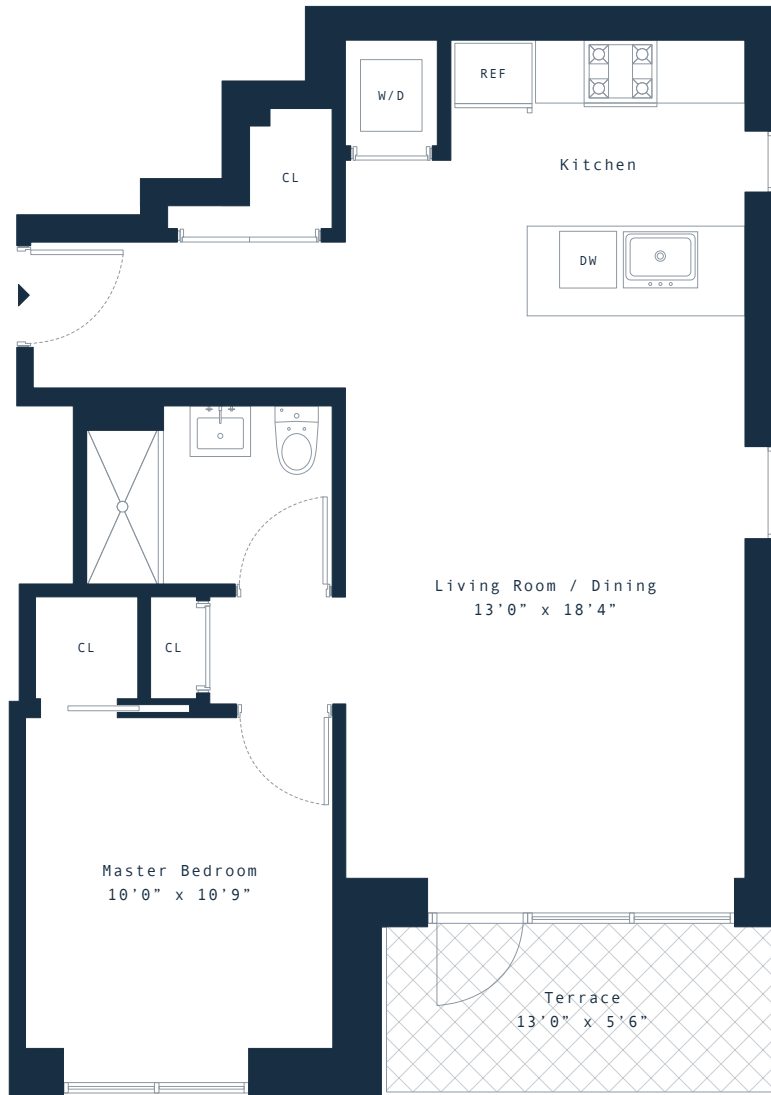 W/D
REF
CL
Kitchen
DW
Living Room / Dining
13’0” x 18’4”
CL
CL
Master Bedroom
10’0” x 10’9”
Terrace
13’0” x 5’6”